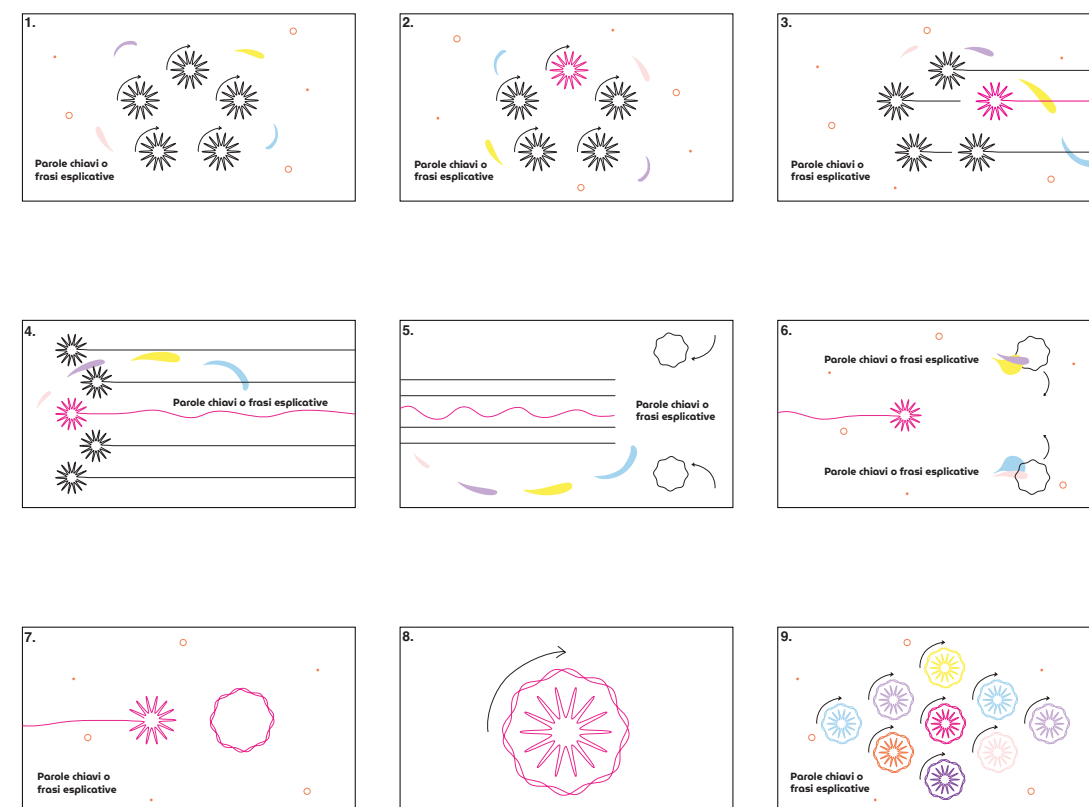 1.
Parole chiavi o
frasi esplicative
2.
Parole chiavi o
frasi esplicative
3.
Parole chiavi o
frasi esplicative
4.
Parole chiavi o frasi esplicative
5.
Parole chiavi o
frasi esplicative
6.
Parole chiavi o frasi esplicative
Parole chiavi o frasi esplicative
7.
Parole chiavi o
frasi esplicative
8.
9.
Parole chiavi o
frasi esplicative